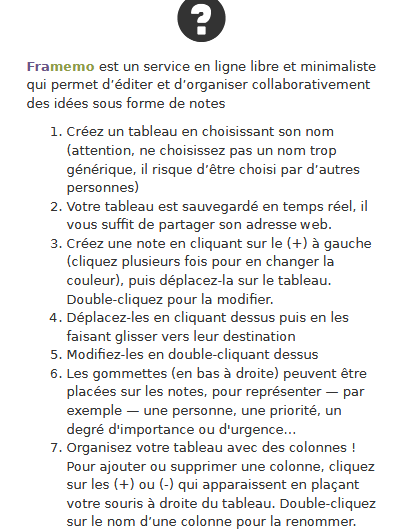 ?
Framemo est un service en ligne libre et minimaliste
qui permet d’éditer et d’organiser collaborativement
des idées sous forme de notes
1. Créez un tableau en choisissant son nom
(attention, ne choisissez pas un nom trop
générique, il risque d’être choisi par d’autres
personnes)
2. Votre tableau est sauvegardé en temps réel, il
vous suffit de partager son adresse web.
3. Créez une note en cliquant sur le (+) à gauche
(cliquez plusieurs fois pour en changer la
couleur), puis déplacez-la sur le tableau.
Double-cliquez pour la modifier.
4. Déplacez-les en cliquant dessus puis en les
faisant glisser vers leur destination
5. Modifiez-les en double-cliquant dessus
6. Les gommettes (en bas à droite) peuvent être
placées sur les notes, pour représenter — par
exemple — une personne, une priorité, un
degré d'importance ou d'urgence…
7. Organisez votre tableau avec des colonnes !
Pour ajouter ou supprimer une colonne, cliquez
sur les (+) ou (-) qui apparaissent en plaçant
votre souris à droite du tableau. Double-cliquez
sur le nom d’une colonne pour la renommer.